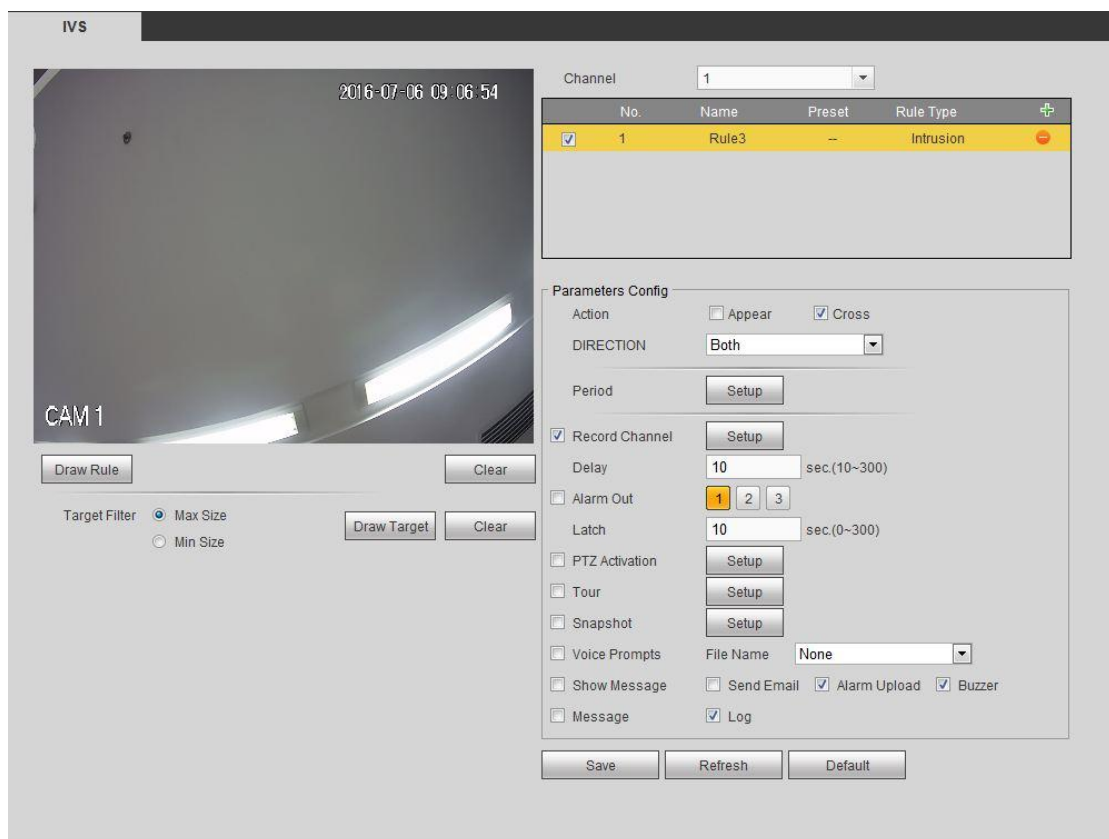 IVS
2016-07-06 09:06:54
CAM 1
Draw Rule
Clear
Target Filter Max Size
Min Size
Draw Target Clear
Channel 1
No. Name Preset Rule Type
1 Rule3 -- Intrusion
Parameters Config
Action Appear Cross
DIRECTION Both
Period Setup
Record Channel Setup
Delay 10 sec.(10~300)
Alarm Out 1 2 3
Latch 10 sec.(0~300)
PTZ Activation Setup
Tour Setup
Snapshot Setup
Voice Prompts File Name None
Show Message Send Email Alarm Upload Buzzer
Message Log
Save Refresh Default